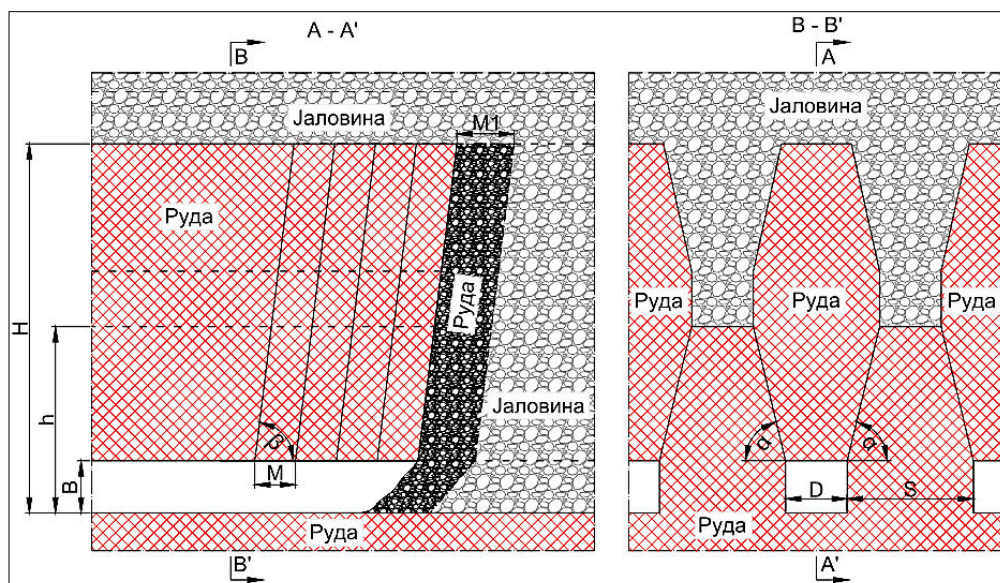 A - A'
B
Јаловина
M1
Руда
Руда
H
h
B
β
M
Јаловина
Руда
B'
B - B'
A
Јаловина
Руда
Руда
Руда
α
α
D
S
Руда
A'